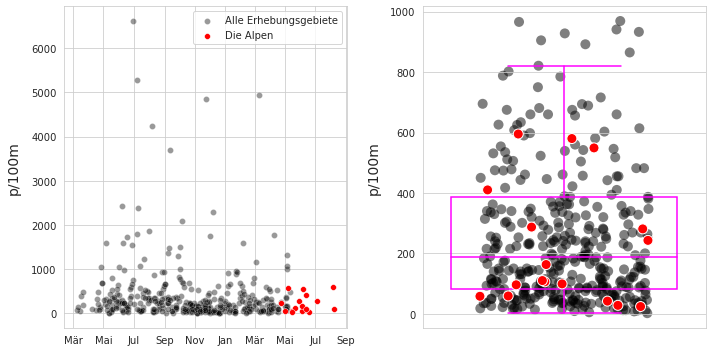 Alle Erhebungsgebiete
Die Alpen
p/100m
6000
5000
4000
3000
2000
1000
0
Mär Mai Jul Sep Nov Jan Mär Mai Jul Sep
p/100m
1000
800
600
400
200
0